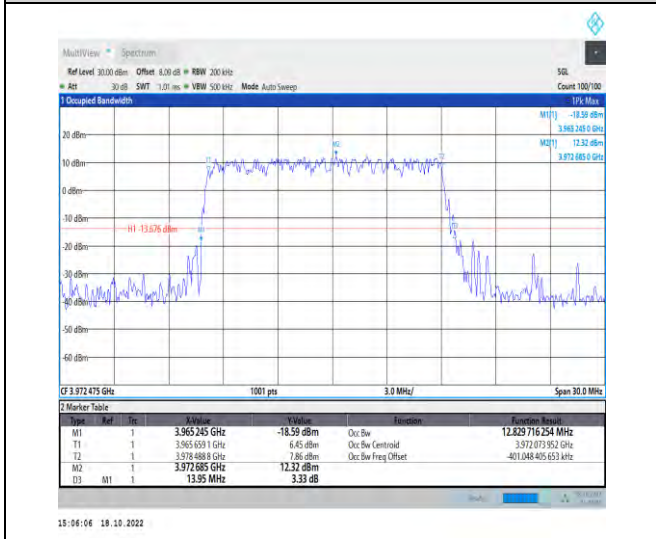 MultiView Spectrum
Ref Level 30.00 dBm Offset 8.09 dB RBW 200 kHz SGL
Att 30 dB SWT 1.01 ms VBW 500 kHz Mode Auto Sweep Count 100/100
1 Occupied Bandwidth 1Pk Max
M1[1] -18.59 dBm
3.965 245 0 GHz
M2[1] 12.32 dBm
3.972 685 0 GHz
20 dBm
M2
T1
T2
10 dBm
0 dBm
-10 dBm
H1 -13.676 dBm
M1
D3
-30 dBm
-40 dBm
-50 dBm
-60 dBm
CF 3.972 475 GHz 1001 pts 3.0 MHz/ Span 30.0 MHz
2 Marker Table
Type Ref Trc X-Value Y-Value Function Function Result
M1 1 3.965 245 GHz -18.59 dBm Occ Bw 12.829 716 254 MHz
T1 1 3.965 659 1 GHz 6.45 dBm Occ Bw Centroid 3.972 073 952 GHz
T2 1 3.978 488 8 GHz 7.86 dBm Occ Bw Freq Offset -401.048 405 653 kHz
M2 1 3.972 685 GHz 12.32 dBm
D3 M1 1 13.95 MHz 3.33 dB
15:06:06 18.10.2022